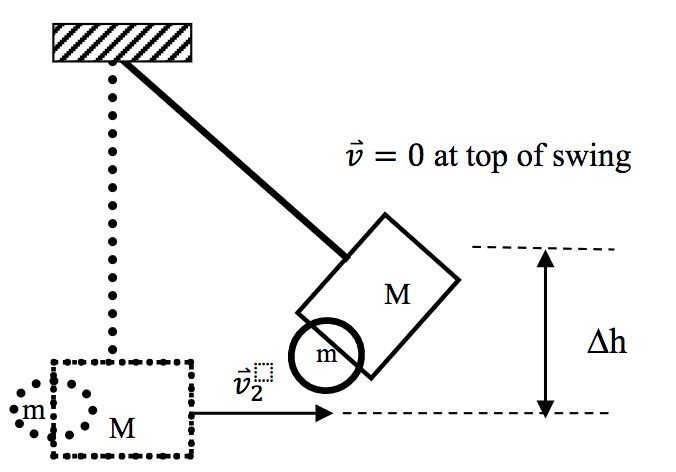 v⃗ = 0 at top of swing
M
m
Δh
v⃗₂
m
M